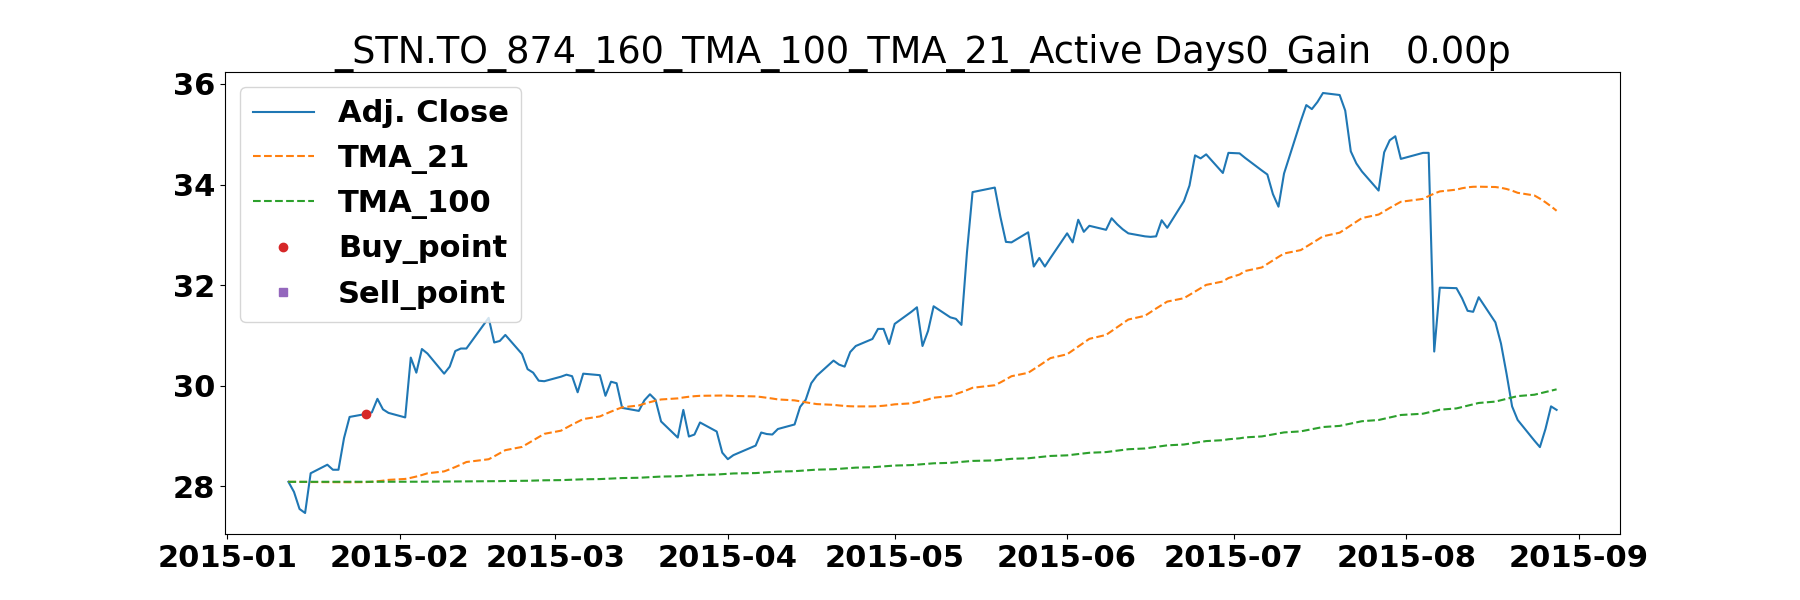 _STN.TO_874_160_TMA_100_TMA_21_Active Days0_Gain   0.00p
36
34
32
30
28
Adj. Close
TMA_21
TMA_100
Buy_point
Sell_point
2015-01 2015-02 2015-03 2015-04 2015-05 2015-06 2015-07 2015-08 2015-09